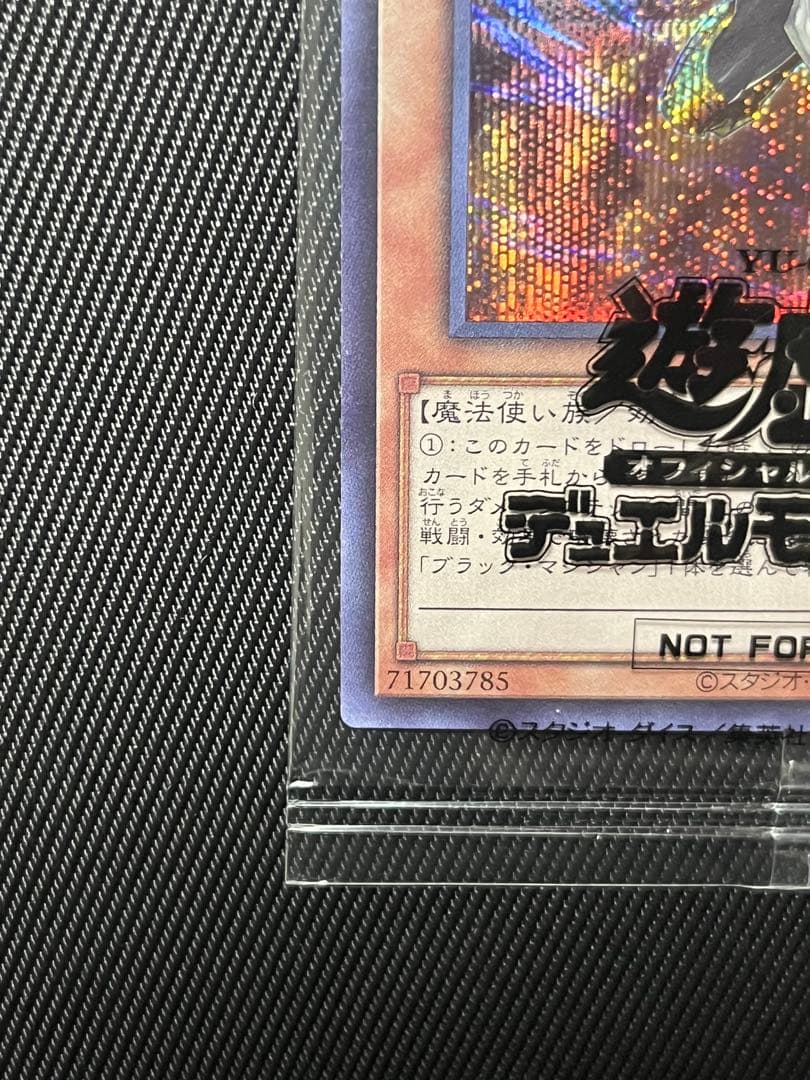 YU-
遊
オフィシャル
デュエルモ
【魔法使い族／効
①：このカードをドローした時
カードを手札から
行うダメ
戦闘・効
「ブラック・マジシャン」1体を選んで
NOT FOR
71703785
©スタジオ・
©スタジオ・ダイス／集英社